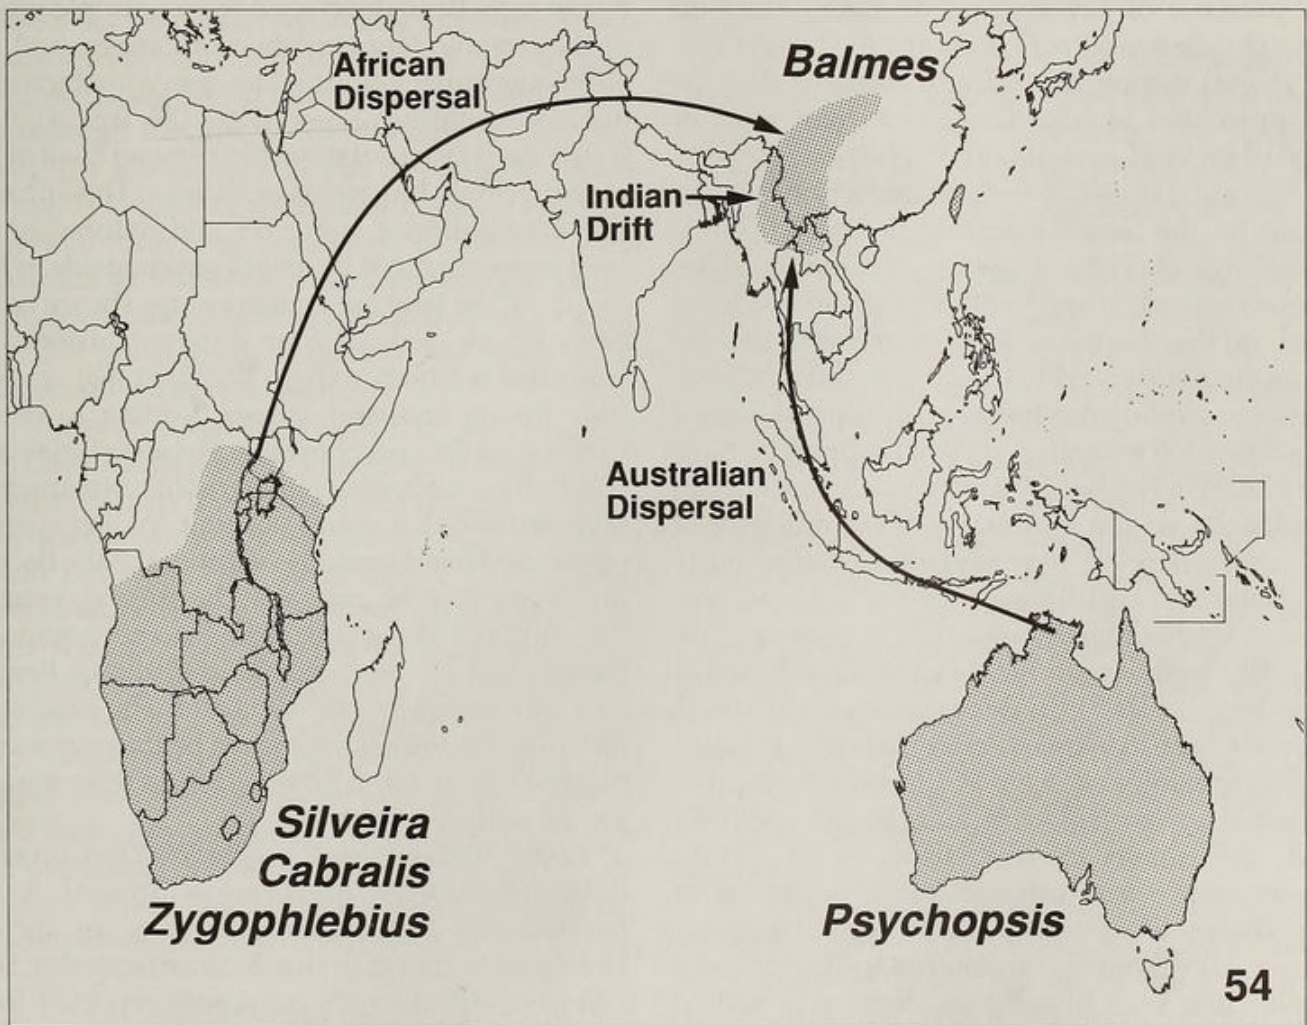 African
Dispersal
Balmes
Indian
Drift
Australian
Dispersal
Silveira
Cabralis
Zygophlebius
Psychopsis
54